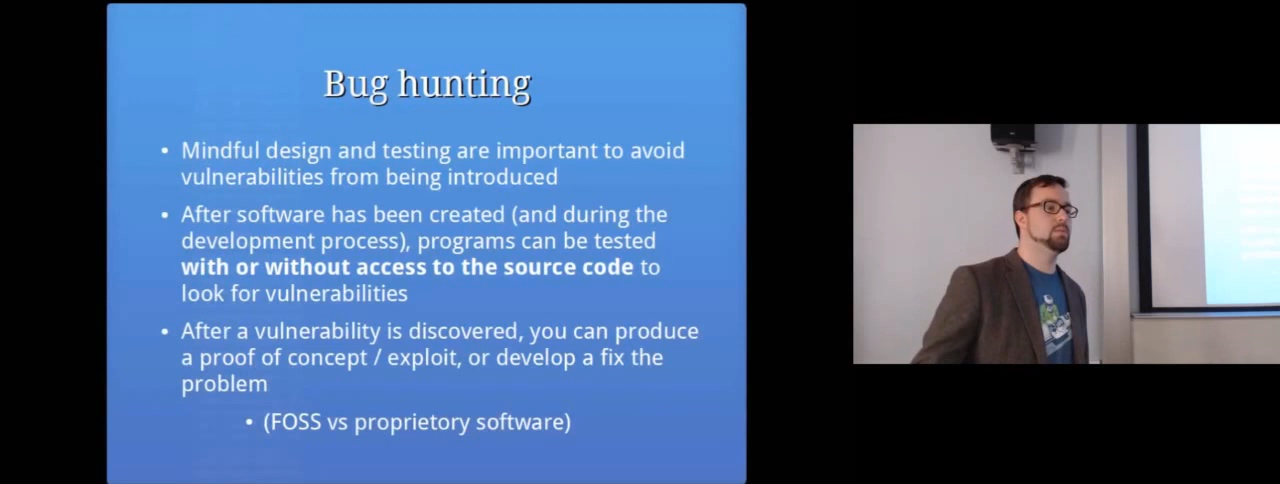 Bug hunting
• Mindful design and testing are important to avoid
vulnerabilities from being introduced
• After software has been created (and during the
development process), programs can be tested
with or without access to the source code to
look for vulnerabilities
• After a vulnerability is discovered, you can produce
a proof of concept / exploit, or develop a fix the
problem
• (FOSS vs proprietory software)